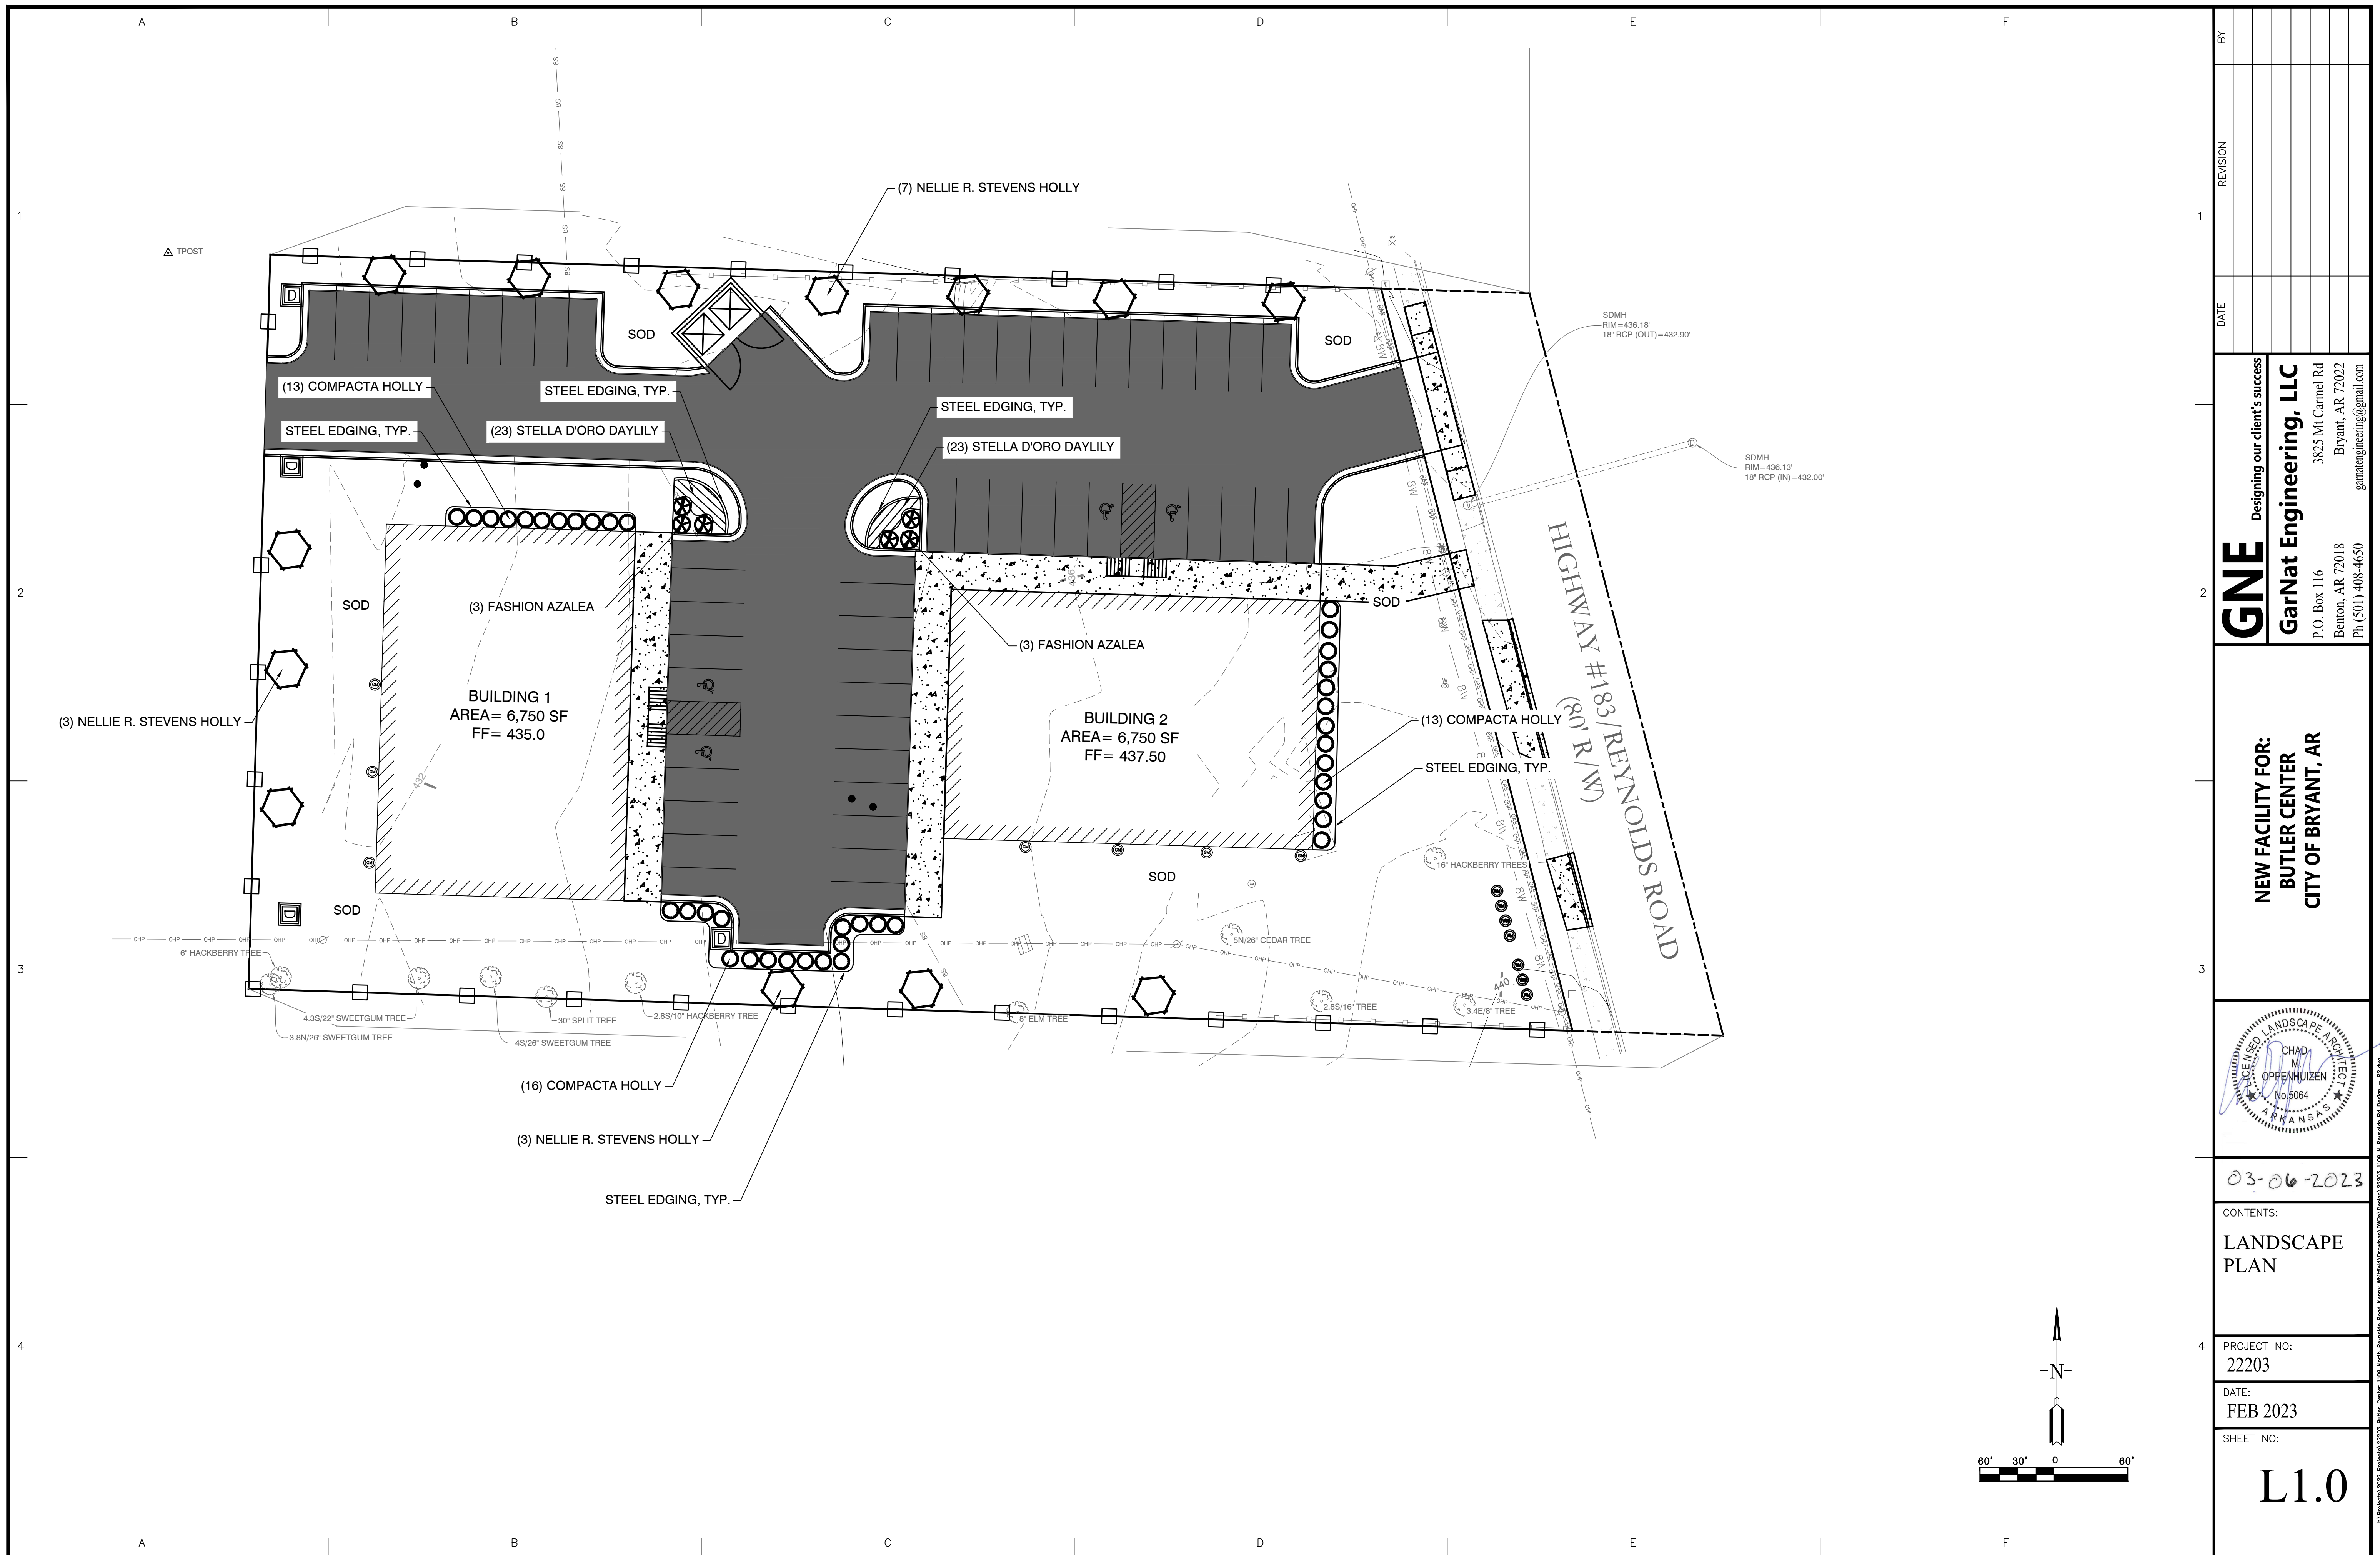 A B C D E F
1
2
3
4
TPOST
(7) NELLIE R. STEVENS HOLLY
SDMH
RIM=436.18'
18" RCP (OUT)=432.90'
SDMH
RIM=436.13'
18" RCP (IN)=432.00'
D
SOD
SOD
(13) COMPACTA HOLLY
STEEL EDGING, TYP.
STEEL EDGING, TYP.
(23) STELLA D'ORO DAYLILY
STEEL EDGING, TYP.
(23) STELLA D'ORO DAYLILY
D
SOD
(3) FASHION AZALEA
(3) FASHION AZALEA
SOD
(3) NELLIE R. STEVENS HOLLY
BUILDING 1
AREA= 6,750 SF
FF= 435.0
BUILDING 2
AREA= 6,750 SF
FF= 437.50
(13) COMPACTA HOLLY
STEEL EDGING, TYP.
HIGHWAY #183/REYNOLDS ROAD
(80' R/W)
432
436
440
16" HACKBERRY TREES
SOD
SOD
D
D
6" HACKBERRY TREE
5N/26" CEDAR TREE
4.3S/22" SWEETGUM TREE
3.8N/26" SWEETGUM TREE
30" SPLIT TREE
4S/26" SWEETGUM TREE
2.8S/10" HACKBERRY TREE
8" ELM TREE
2.8S/16" TREE
3.4E/8" TREE
(16) COMPACTA HOLLY
(3) NELLIE R. STEVENS HOLLY
STEEL EDGING, TYP.
8S
8W
OHP
GAS
T
-N-
60' 30' 0 60'
A B C D E F
1
2
3
4
BY
REVISION
DATE
GNE
Designing our client's success
GarNat Engineering, LLC
P.O. Box 116 3825 Mt Carmel Rd
Benton, AR 72018 Bryant, AR 72022
Ph (501) 408-4650 garnatengineering@gmail.com
NEW FACILITY FOR:
BUTLER CENTER
CITY OF BRYANT, AR
LICENSED LANDSCAPE ARCHITECT
CHAD
M.
OPPENHUIZEN
No.5064
ARKANSAS
03-06-2023
CONTENTS:
LANDSCAPE
PLAN
PROJECT NO:
22203
DATE:
FEB 2023
SHEET NO:
L1.0